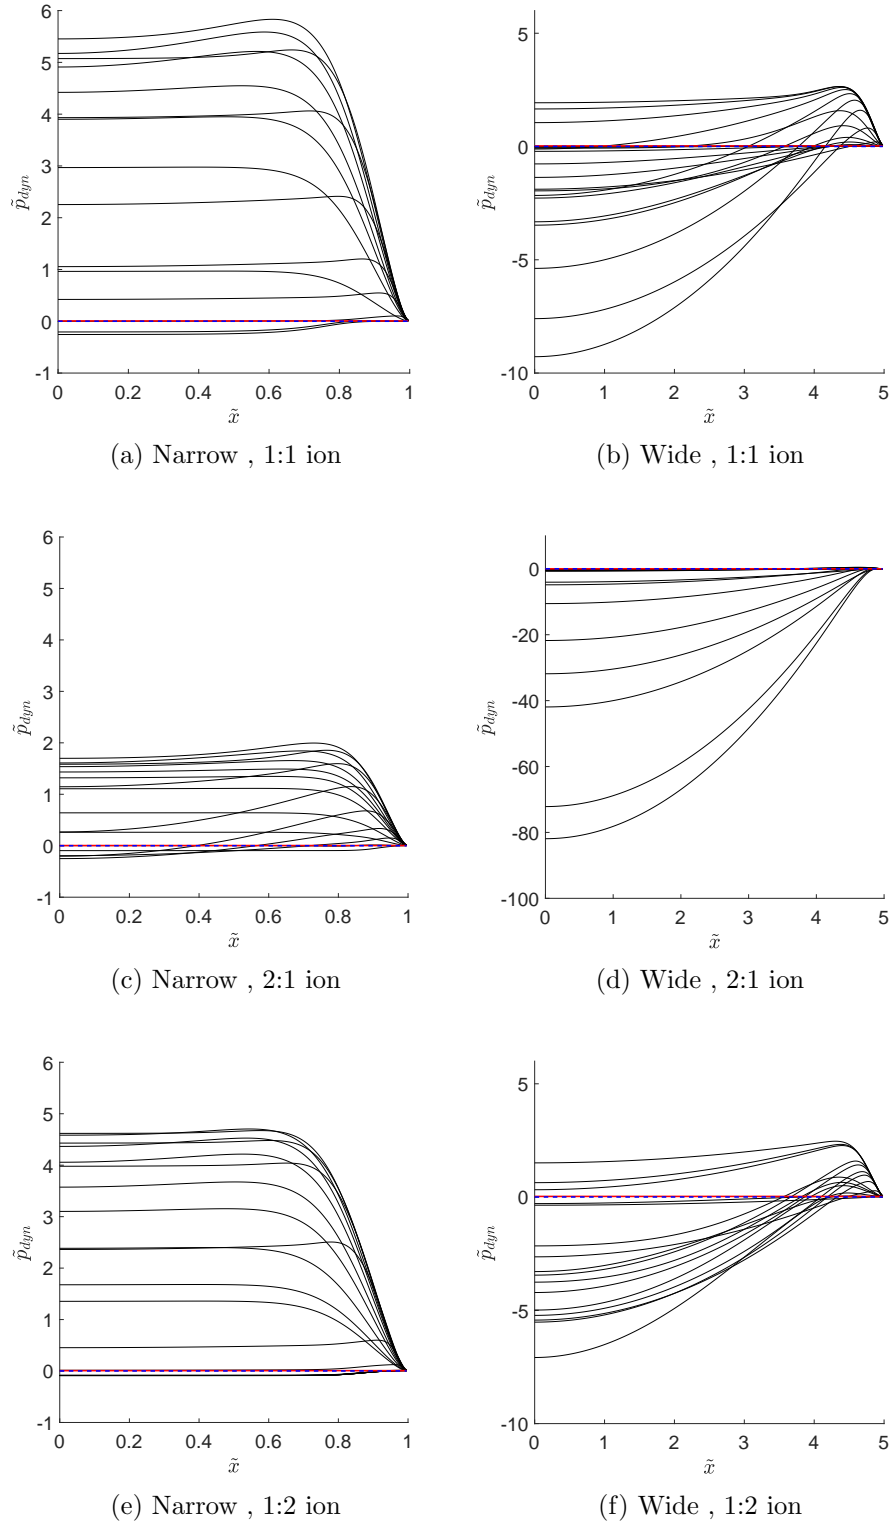 6
5
4
3
2
1
0
-1
p̃dyn
0 0.2 0.4 0.6 0.8 1
x̃
(a) Narrow , 1:1 ion
5
0
-5
-10
p̃dyn
0 1 2 3 4 5
x̃
(b) Wide , 1:1 ion
6
5
4
3
2
1
0
-1
p̃dyn
0 0.2 0.4 0.6 0.8 1
x̃
(c) Narrow , 2:1 ion
0
-20
-40
-60
-80
-100
p̃dyn
0 1 2 3 4 5
x̃
(d) Wide , 2:1 ion
6
5
4
3
2
1
0
-1
p̃dyn
0 0.2 0.4 0.6 0.8 1
x̃
(e) Narrow , 1:2 ion
5
0
-5
-10
p̃dyn
0 1 2 3 4 5
x̃
(f) Wide , 1:2 ion